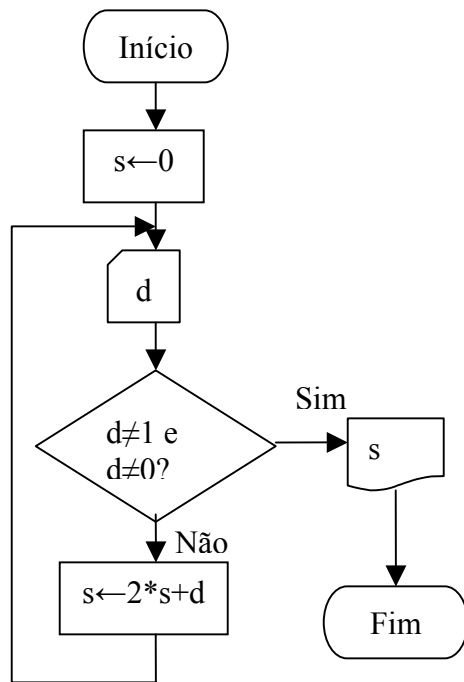 Início
s←0
d
d≠1 e
d≠0?
Sim
s
Não
s←2*s+d
Fim